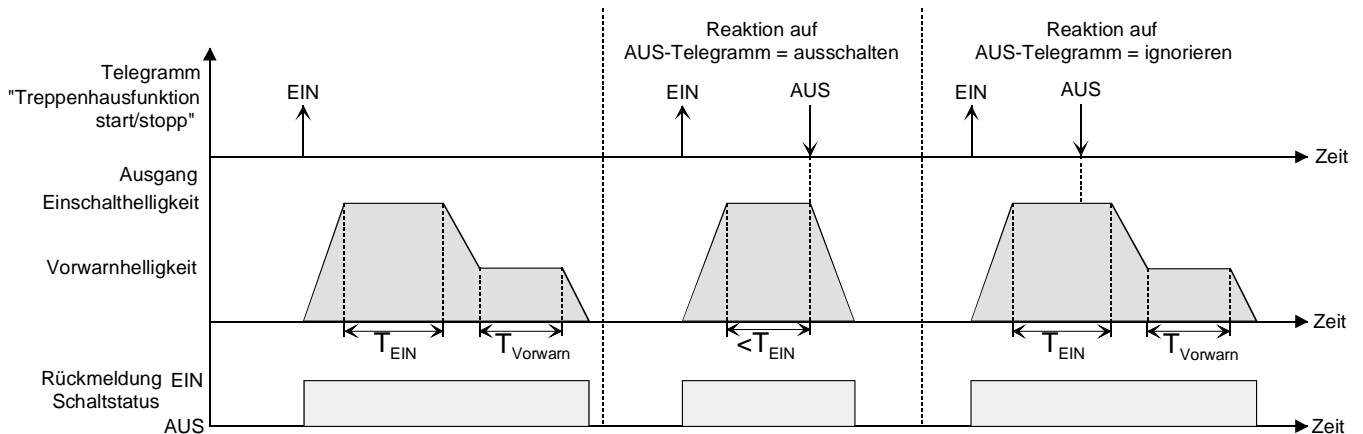 Reaktion auf
AUS-Telegramm = ausschalten
Reaktion auf
AUS-Telegramm = ignorieren
Telegramm
"Treppenhausfunktion
start/stopp"
EIN
EIN
AUS
EIN
AUS
Zeit
Ausgang
Einschalthelligkeit
Vorwarnhelligkeit
Zeit
TEIN
TVorwarn
<TEIN
TEIN
TVorwarn
Rückmeldung EIN
Schaltstatus
AUS
Zeit